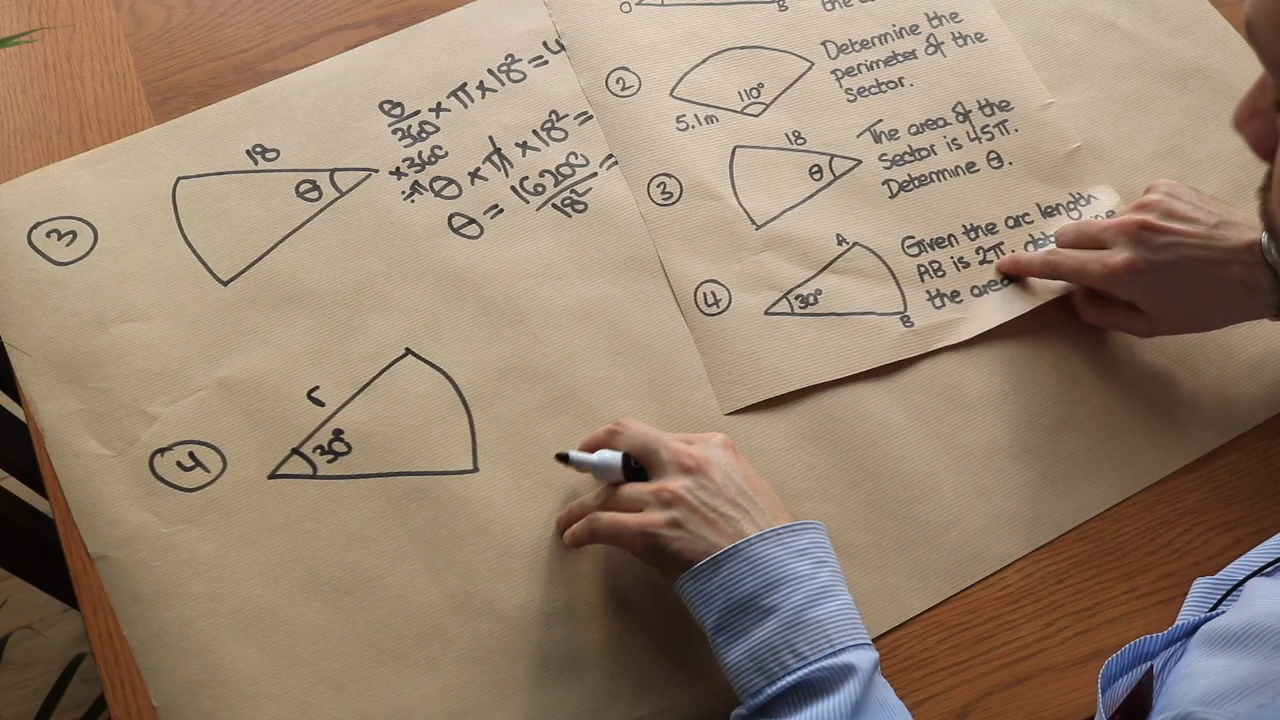 O B
the a
② 110° 5.1m
Determine the
perimeter of the
sector.
③ 18 θ
The area of the
sector is 45π.
Determine θ.
④ A 30° B
Given the arc length
AB is 2π,
the area
③ 18 θ
θ/360 × π × 18² = 4
×360
÷π θ × π × 18² =
θ = 16200/18² =
④ r 30°